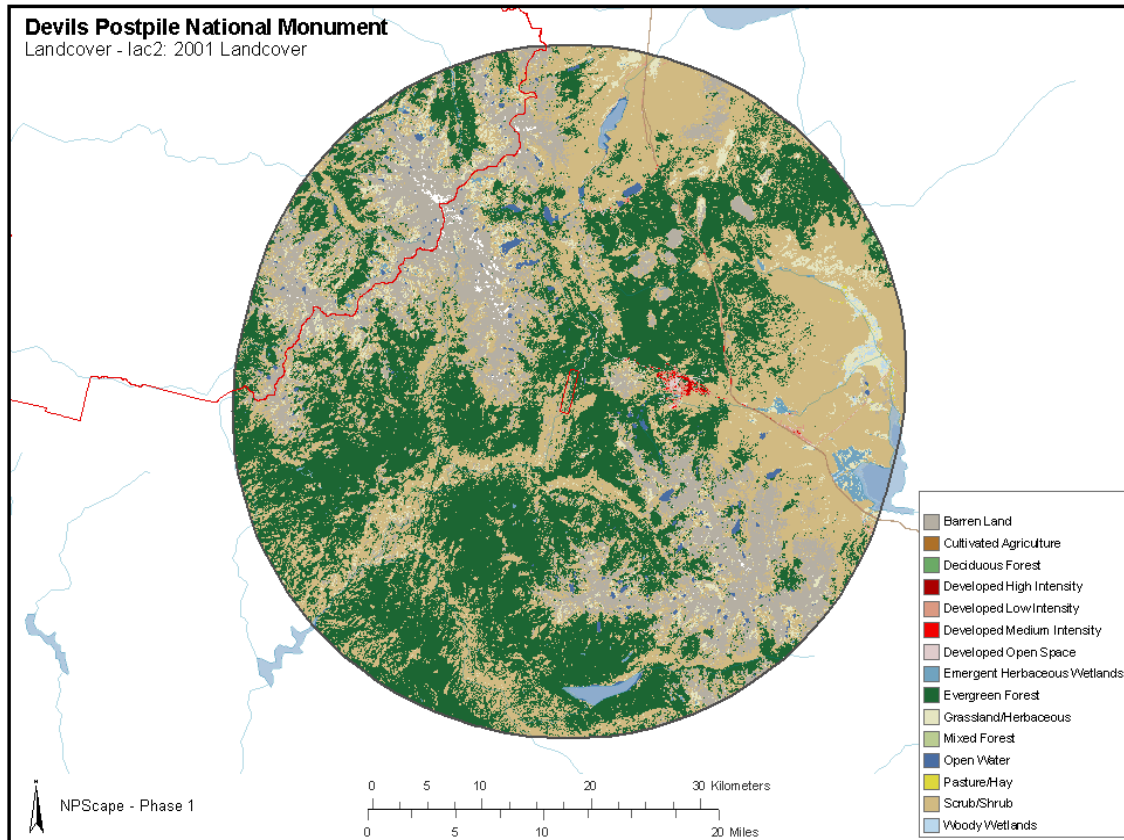 Devils Postpile National Monument
Landcover - lac2: 2001 Landcover
Barren Land
Cultivated Agriculture
Deciduous Forest
Developed High Intensity
Developed Low Intensity
Developed Medium Intensity
Developed Open Space
Emergent Herbaceous Wetlands
Evergreen Forest
Grassland/Herbaceous
Mixed Forest
Open Water
Pasture/Hay
Scrub/Shrub
Woody Wetlands
N
NPScape - Phase 1
0 5 10 20 30 Kilometers
0 5 10 20 Miles